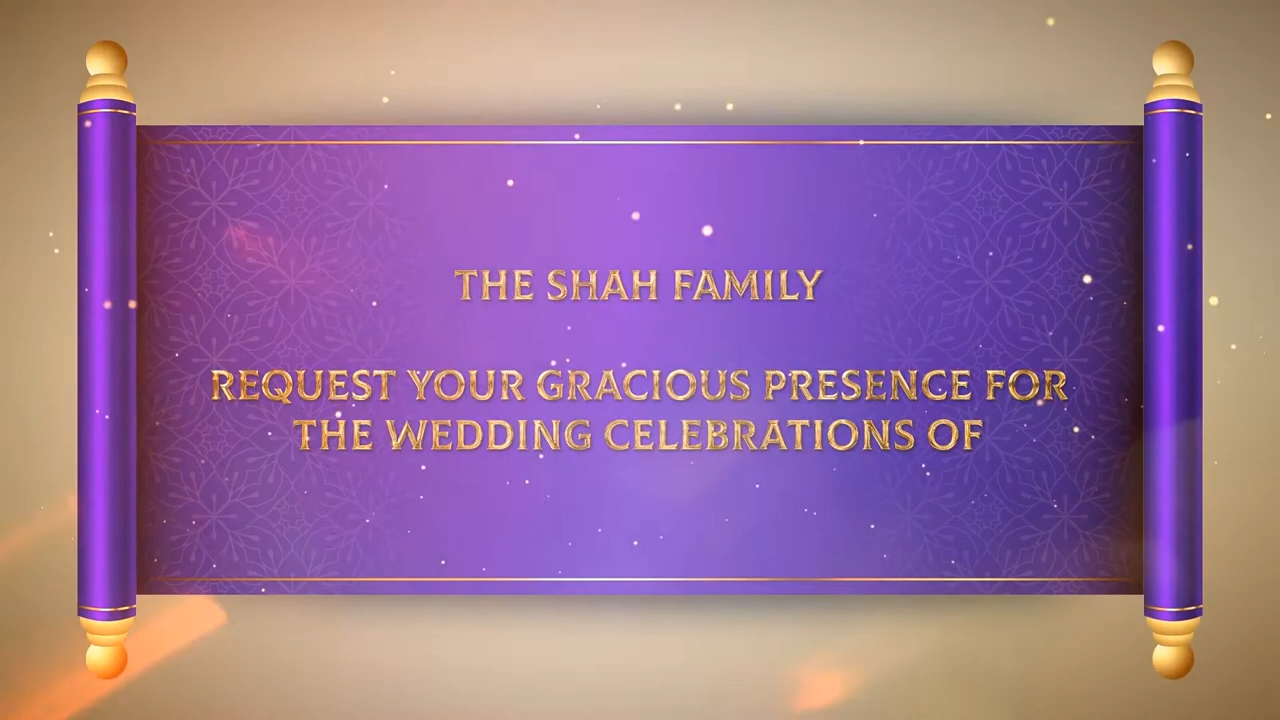 THE SHAH FAMILY
REQUEST YOUR GRACIOUS PRESENCE FOR
THE WEDDING CELEBRATIONS OF